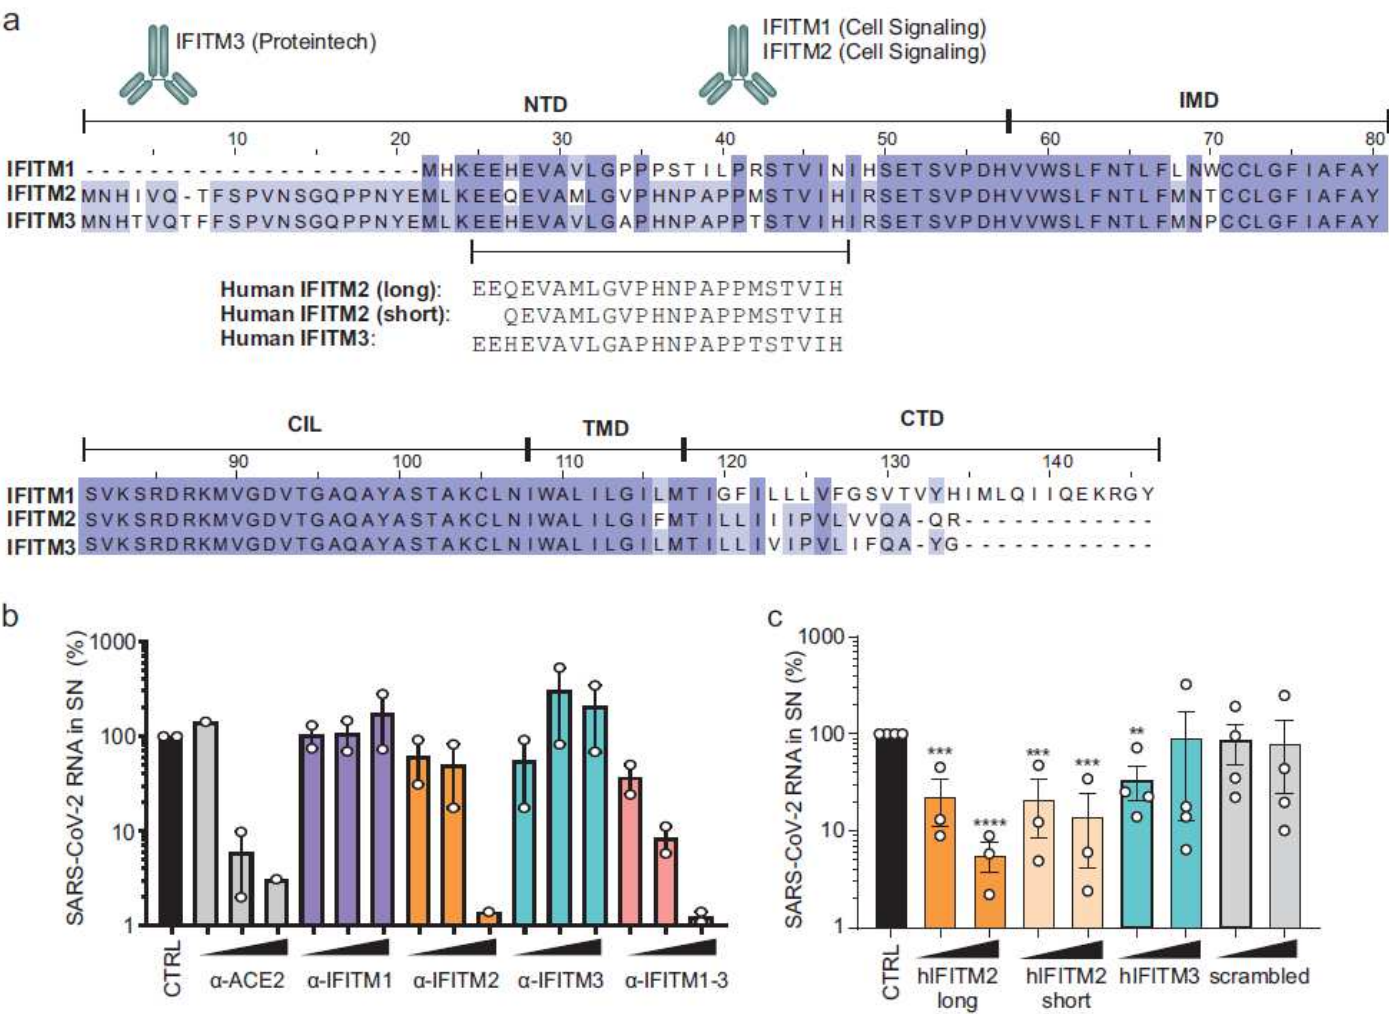 a
IFITM3 (Proteintech)
IFITM1 (Cell Signaling)
IFITM2 (Cell Signaling)
NTD
IMD
10 20 30 40 50 60 70 80
IFITM1 - - - - - - - - - - - - - - - - - - - - - MHKEEHEVAVLGPPPSTILPRSTVINIHSETSVPDHVVWSLFNTLFLNWCCLGFIAFAY
IFITM2 MNHIVQ-TFSPVNSGQPPNYEMLKEEQEVAMLGVPHNPAPPMSTVIHIRSETSVPDHVVWSLFNTLFMNTCCLGFIAFAY
IFITM3 MNHTVQTFFSPVNSGQPPNYEMLKEEHEVAVLGAPHNPAPPTSTVIHIRSETSVPDHVVWSLFNTLFMNPCCLGFIAFAY
Human IFITM2 (long): EEQEVAMLGVPHNPAPPMSTVIH
Human IFITM2 (short): QEVAMLGVPHNPAPPMSTVIH
Human IFITM3: EEHEVAVLGAPHNPAPPTSTVIH
CIL
TMD
CTD
90 100 110 120 130 140
IFITM1 SVKSRDRKMVGDVTGAQAYASTAKCLNIWALILGILMTIGFILLLVFGSVTVYHIMLQIIQEKRGY
IFITM2 SVKSRDRKMVGDVTGAQAYASTAKCLNIWALILGIFMTILLIIIPVLVVQA-QR- - - - - - - - - - - -
IFITM3 SVKSRDRKMVGDVTGAQAYASTAKCLNIWALILGILMTILLIVIPVLIFQA-YG- - - - - - - - - - - -
b
SARS-CoV-2 RNA in SN (%)
1000
100
10
1
CTRL
α-ACE2 α-IFITM1 α-IFITM2 α-IFITM3 α-IFITM1-3
c
SARS-CoV-2 RNA in SN (%)
1000
100
10
1
*** **** *** *** **
CTRL
hIFITM2 long
hIFITM2 short
hIFITM3
scrambled